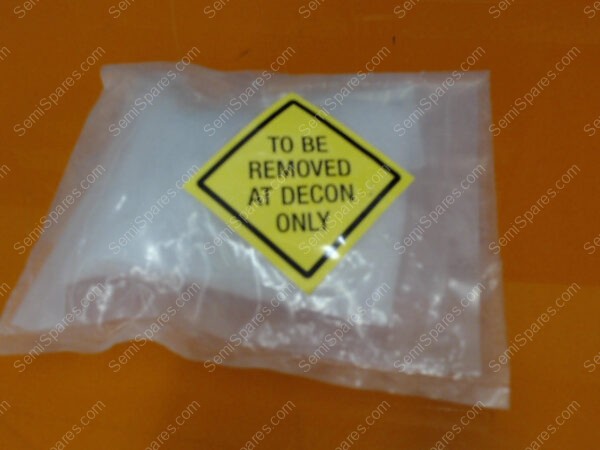 TO BE
REMOVED
AT DECON
ONLY
SemiSpares.com